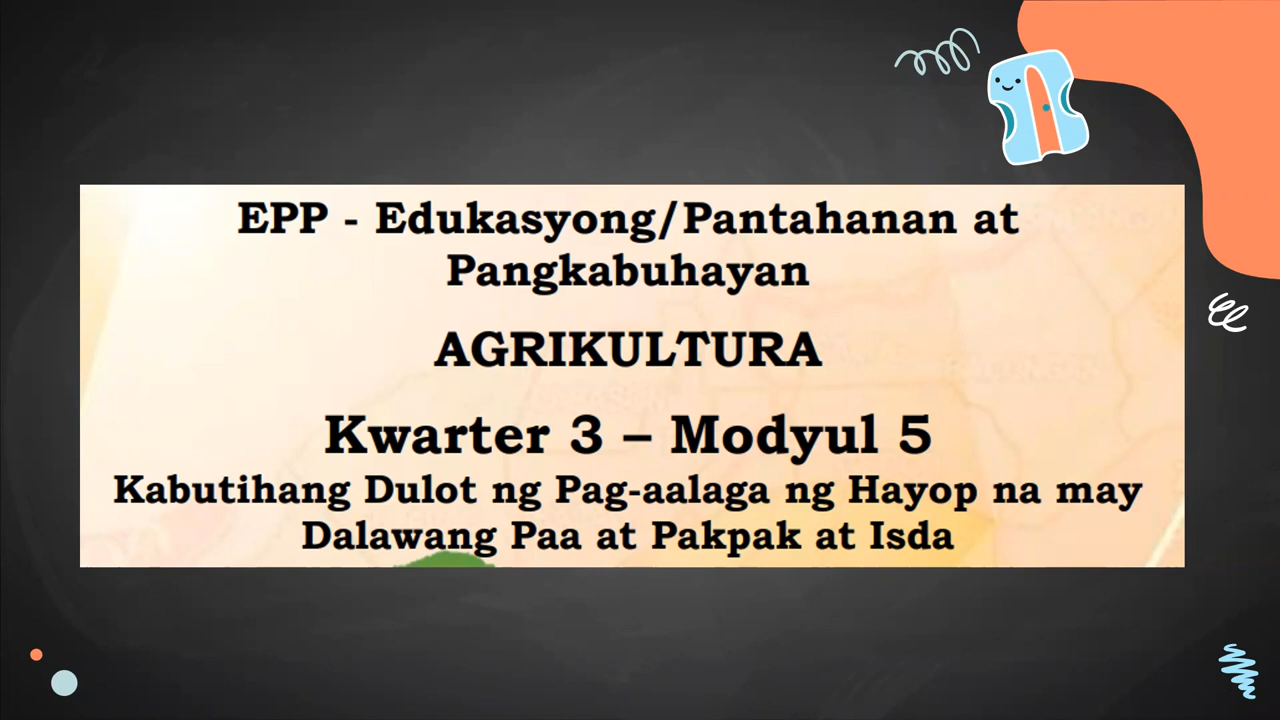 EPP - Edukasyong/Pantahanan at
Pangkabuhayan
AGRIKULTURA
Kwarter 3 – Modyul 5
Kabutihang Dulot ng Pag-aalaga ng Hayop na may
Dalawang Paa at Pakpak at Isda